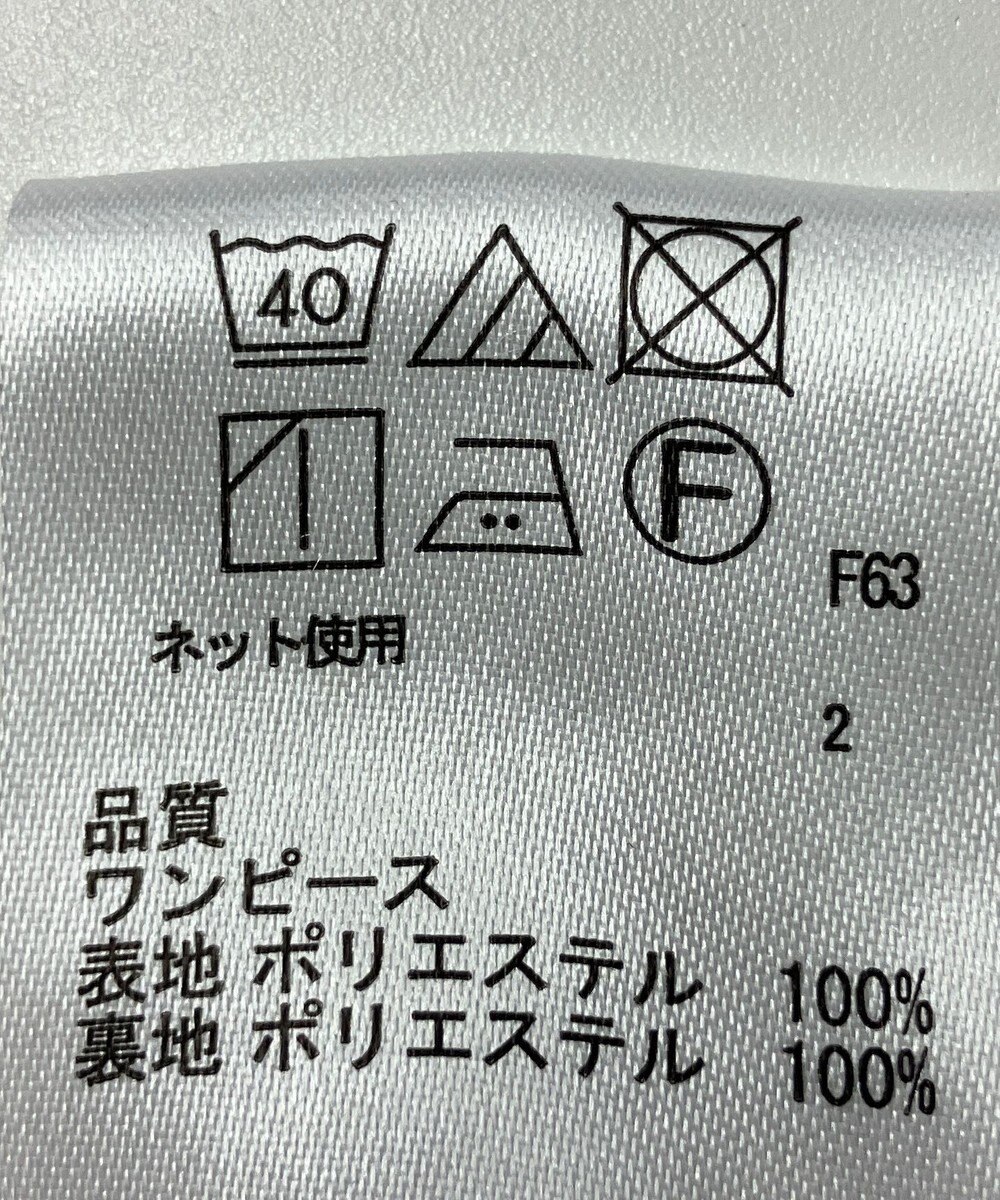 40
F
F63
ネット使用
2
品質
ワンピース
表地 ポリエステル 100%
裏地 ポリエステル 100%